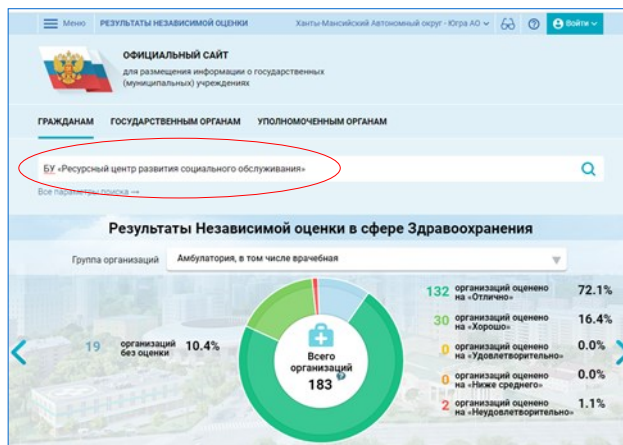 Меню РЕЗУЛЬТАТЫ НЕЗАВИСИМОЙ ОЦЕНКИ Ханты-Мансийский Автономный округ - Югра АО Войти
ОФИЦИАЛЬНЫЙ САЙТ
для размещения информации о государственных
(муниципальных) учреждениях
ГРАЖДАНАМ ГОСУДАРСТВЕННЫМ ОРГАНАМ УПОЛНОМОЧЕННЫМ ОРГАНАМ
БУ «Ресурсный центр развития социального обслуживания»
Все параметры поиска →
Результаты Независимой оценки в сфере Здравоохранения
Группа организаций Амбулатория, в том числе врачебная
132 организаций оценено на «Отлично» 72.1%
30 организаций оценено на «Хорошо» 16.4%
19 организаций без оценки 10.4%
Всего
организаций
183 ?
0 организаций оценено на «Удовлетворительно» 0.0%
0 организаций оценено на «Ниже среднего» 0.0%
2 организаций оценено на «Неудовлетворительно» 1.1%